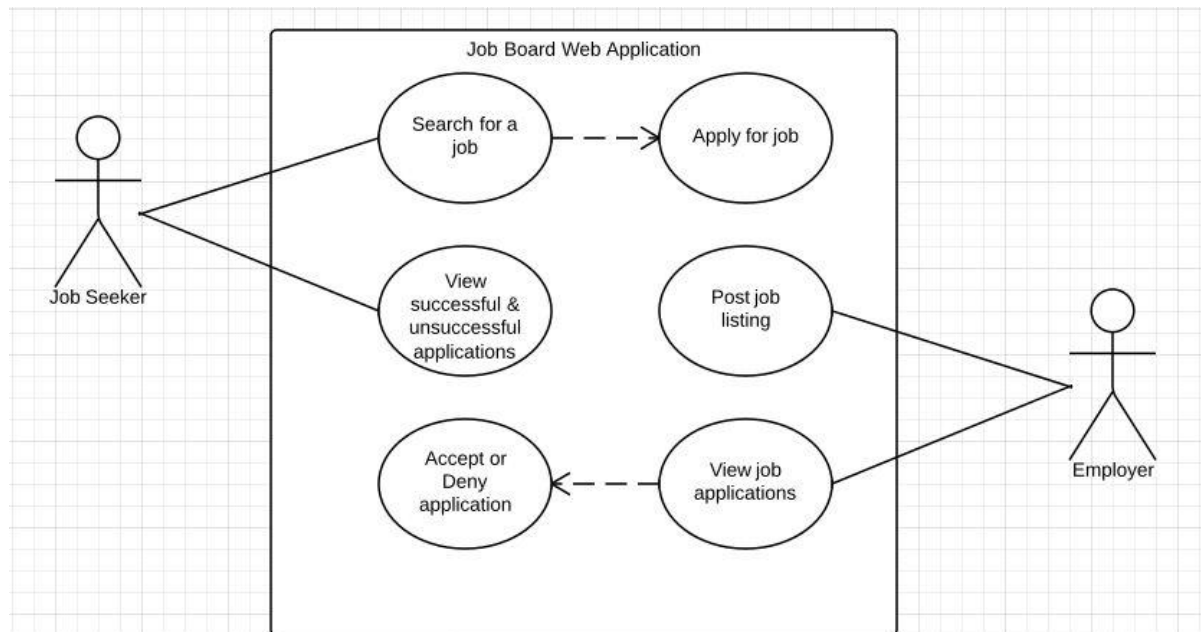 Job Board Web Application
Search for a
job
Apply for job
Job Seeker
View
successful &
unsuccessful
applications
Post job
listing
Employer
Accept or
Deny
application
View job
applications